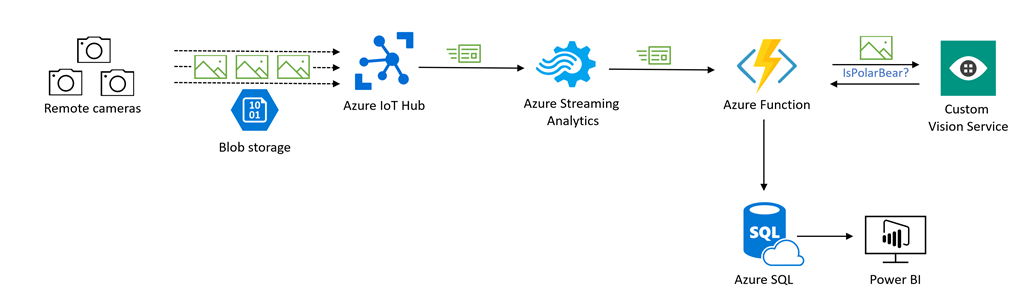 10
01
SQL
IsPolarBear?
Remote cameras
Azure IoT Hub
Azure Streaming
Analytics
Azure Function
Custom
Vision Service
Blob storage
Azure SQL
Power BI